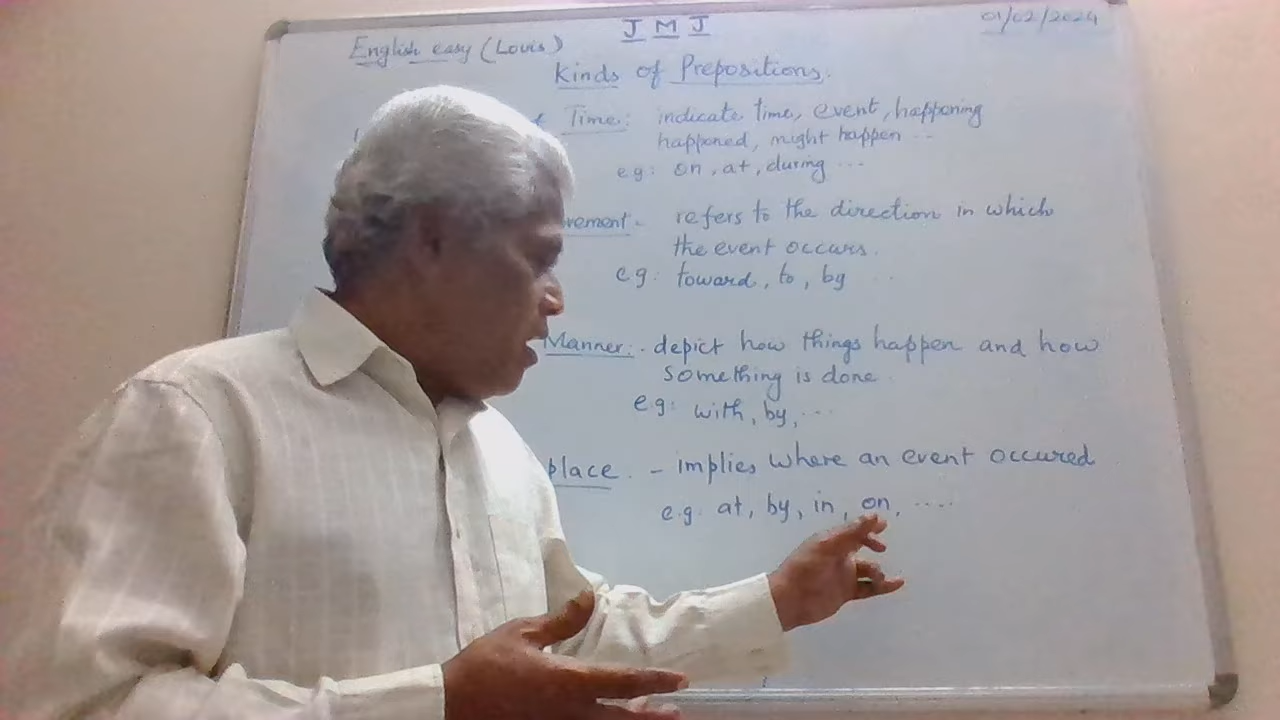 J M J
01/02/2024
English easy (Louis)
Kinds of Prepositions.
Time: indicate time, event, happening
happened, might happen ...
e.g: on, at, during ...
vement - refers to the direction in which
the event occurs.
e.g: toward, to, by ...
Manner: - depict how things happen and how
something is done
e.g: with, by, ...
place - implies where an event occured
e.g. at, by, in, on, ....